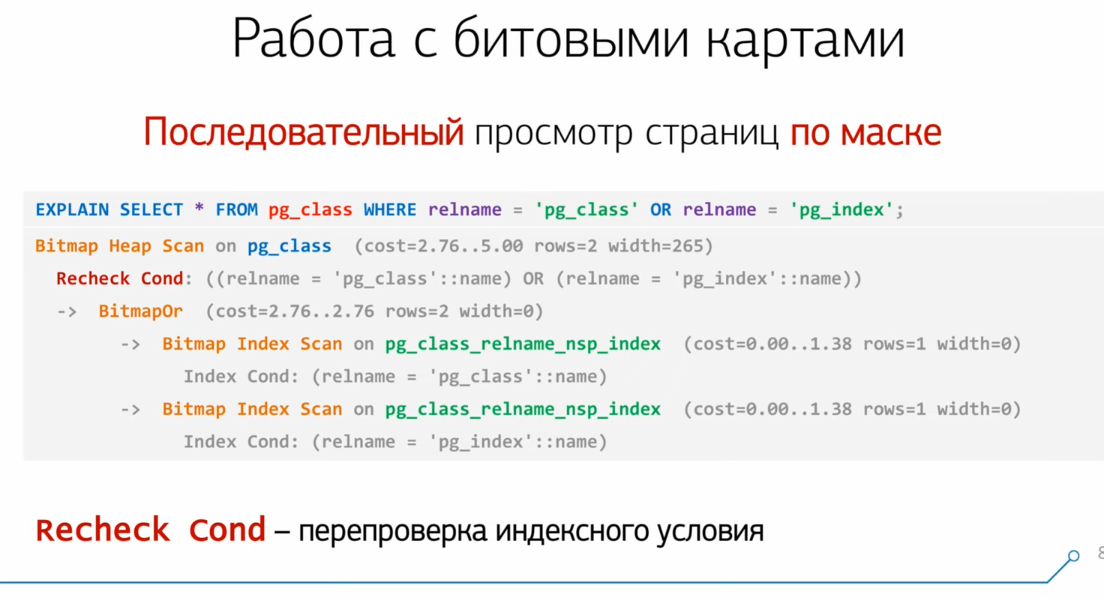 Работа с битовыми картами
Последовательный просмотр страниц по маске
EXPLAIN SELECT * FROM pg_class WHERE relname = 'pg_class' OR relname = 'pg_index';
Bitmap Heap Scan on pg_class  (cost=2.76..5.00 rows=2 width=265)
  Recheck Cond: ((relname = 'pg_class'::name) OR (relname = 'pg_index'::name))
  ->  BitmapOr  (cost=2.76..2.76 rows=2 width=0)
        ->  Bitmap Index Scan on pg_class_relname_nsp_index  (cost=0.00..1.38 rows=1 width=0)
              Index Cond: (relname = 'pg_class'::name)
        ->  Bitmap Index Scan on pg_class_relname_nsp_index  (cost=0.00..1.38 rows=1 width=0)
              Index Cond: (relname = 'pg_index'::name)
Recheck Cond – перепроверка индексного условия